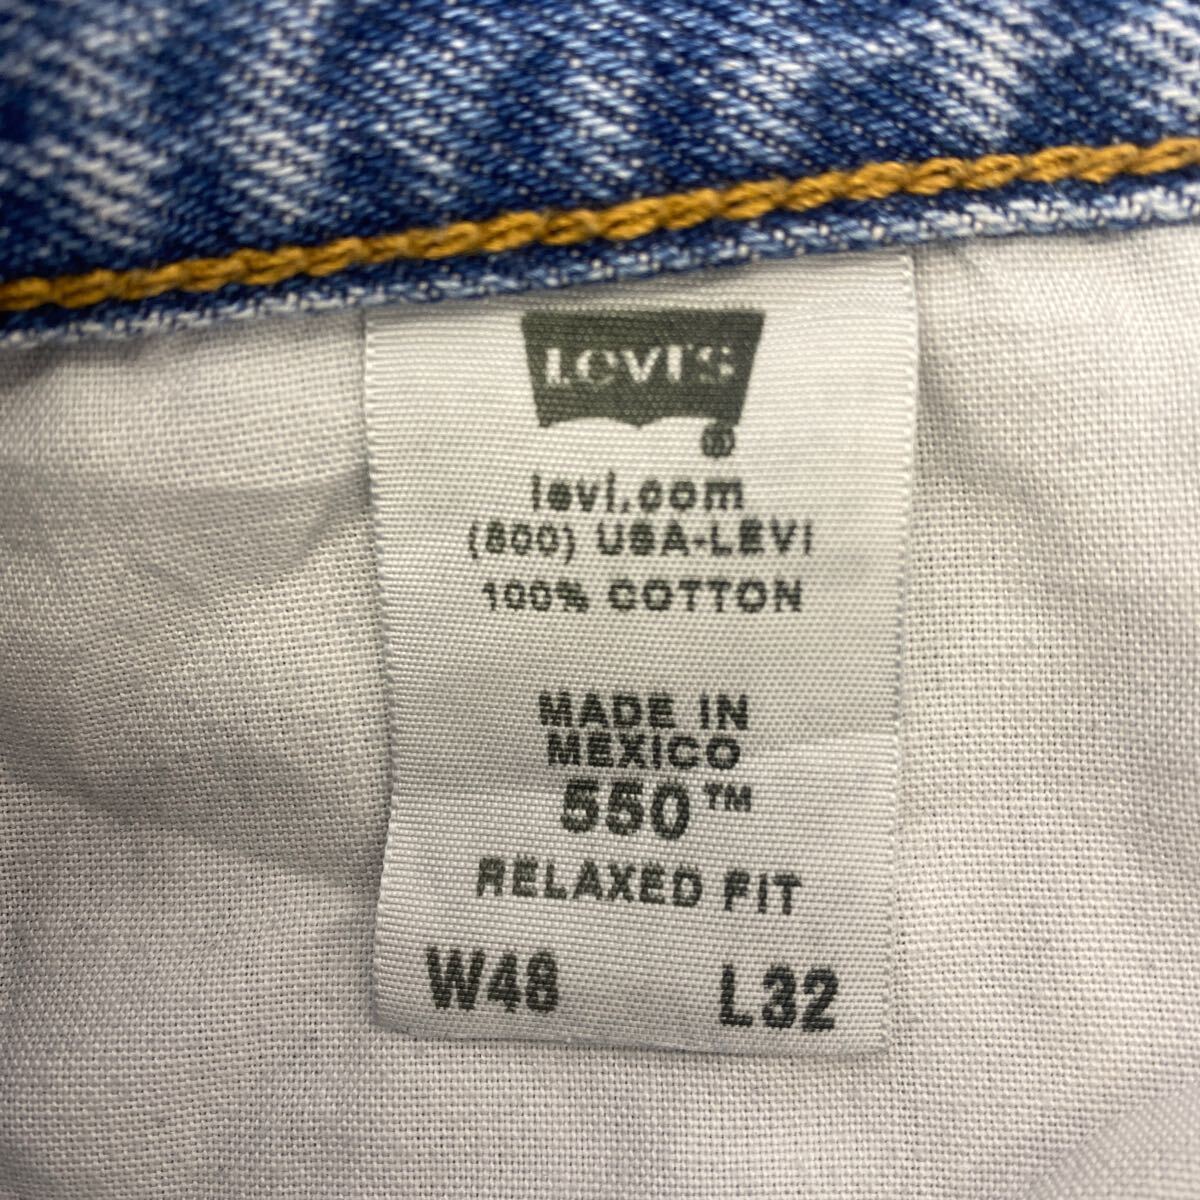 LEVI'S
®
levi.com
(800) USA-LEVI
100% COTTON
MADE IN
MEXICO
550™
RELAXED FIT
W48 L32